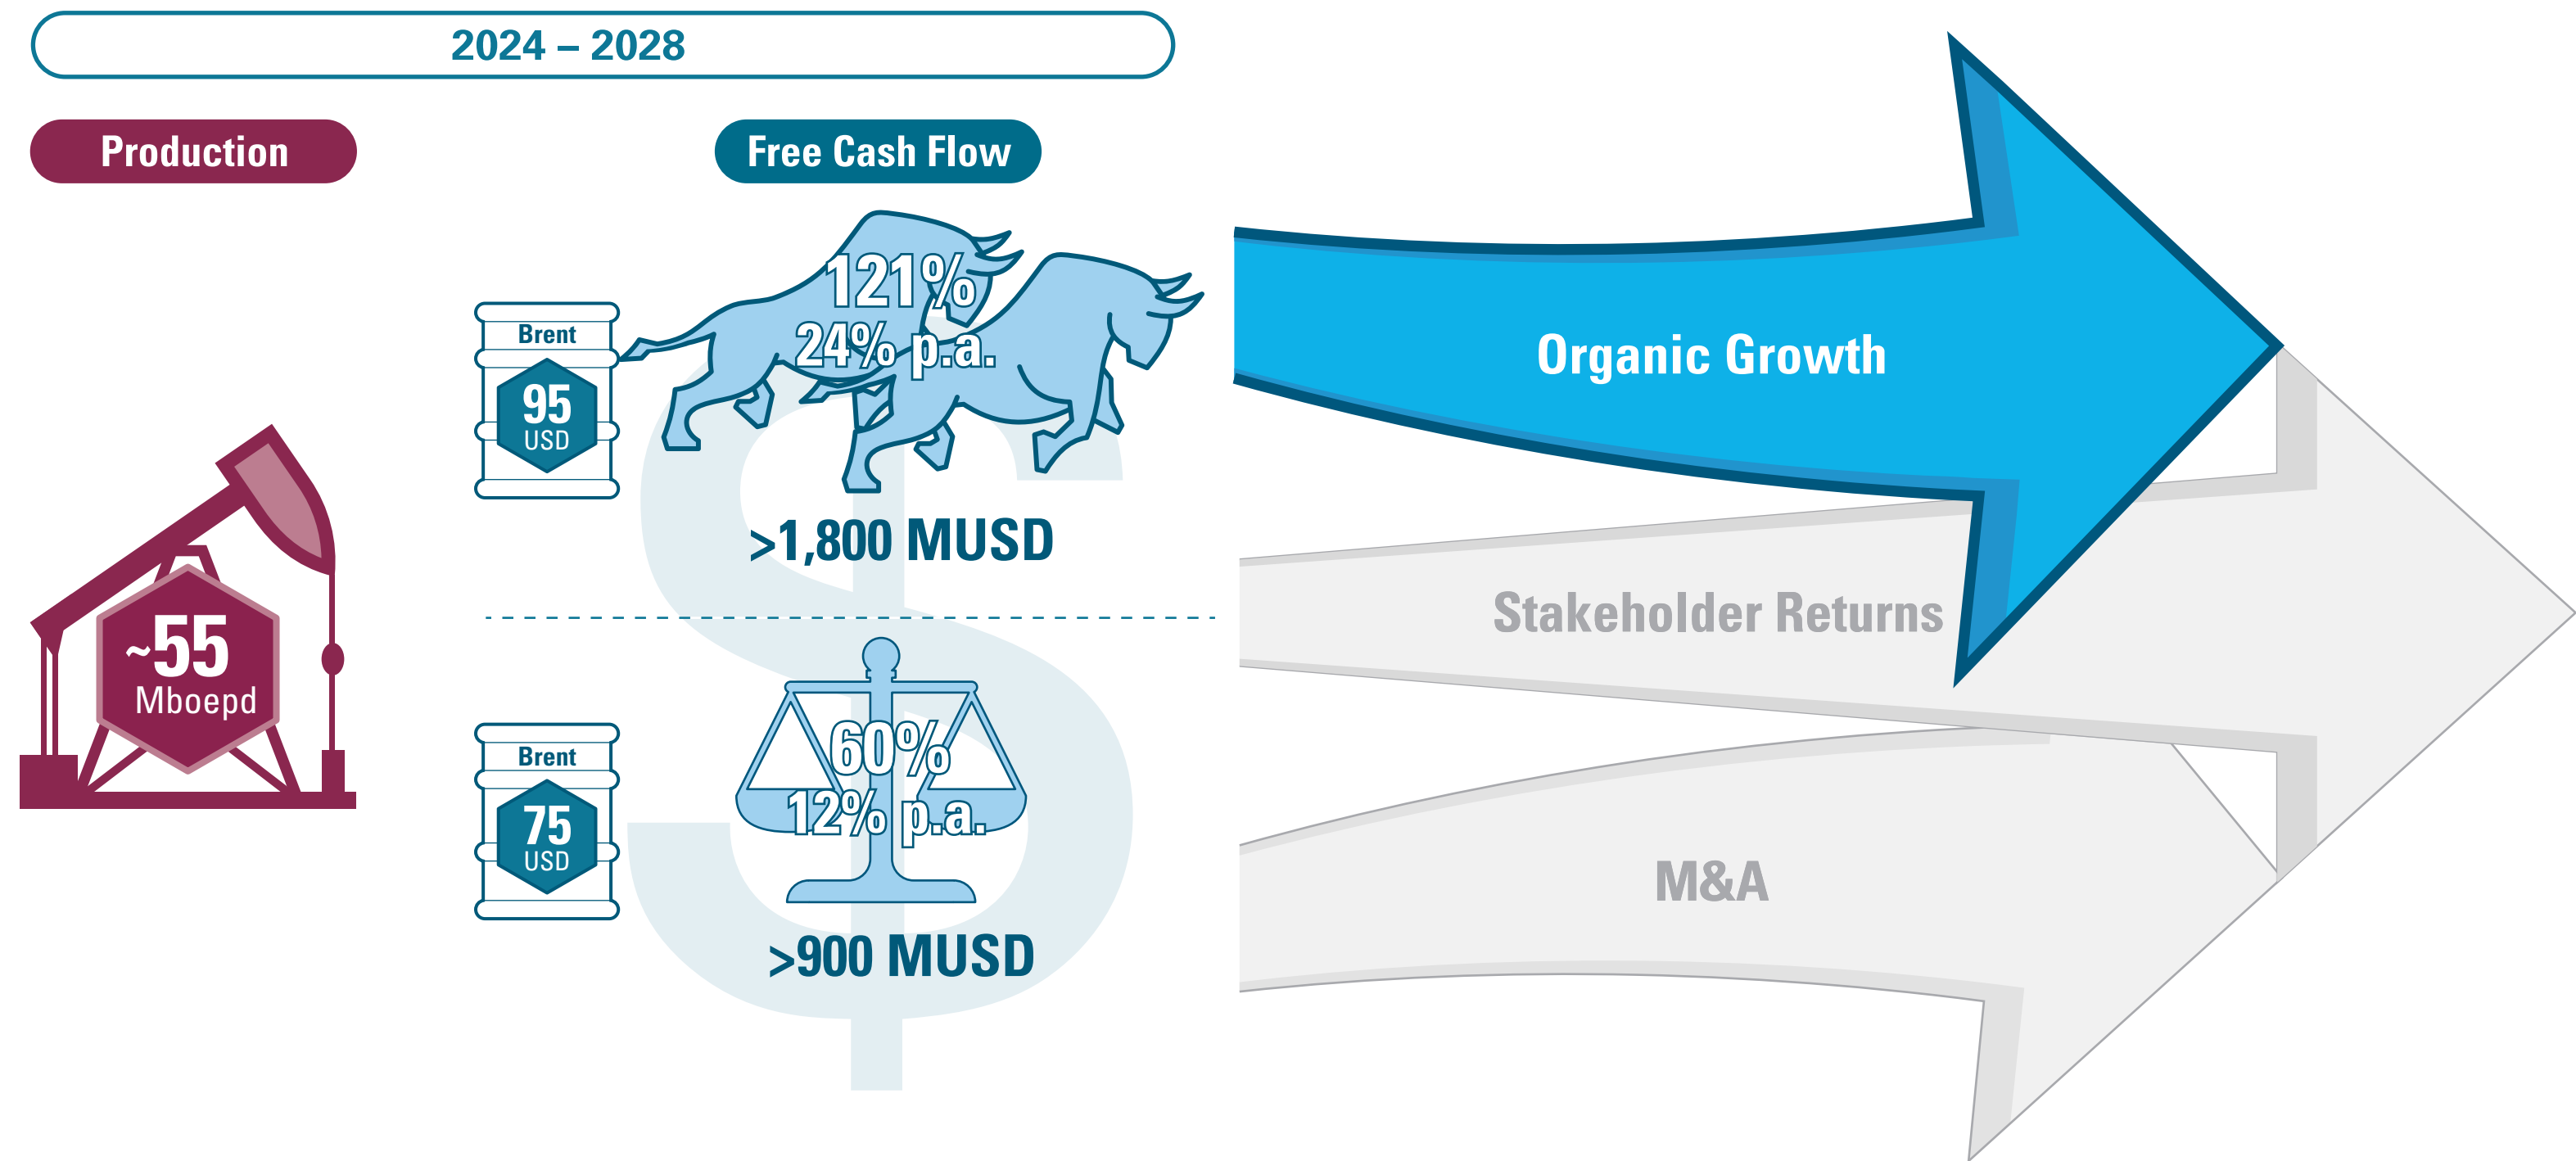 2024 – 2028
Production
Free Cash Flow
~55
Mboepd
Brent
95
USD
121%
24% p.a.
>1,800 MUSD
Brent
75
USD
60%
12% p.a.
>900 MUSD
Organic Growth
Stakeholder Returns
M&A